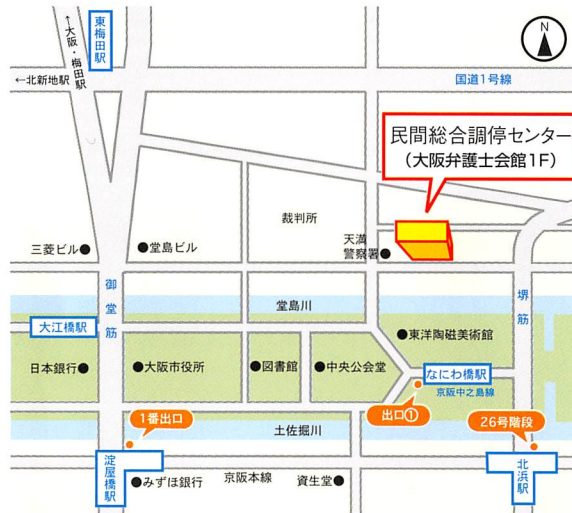 東梅田駅
←大阪・梅田駅
←北新地駅
国道1号線
N
民間総合調停センター
(大阪弁護士会館1F)
裁判所
天満
警察署
三菱ビル
堂島ビル
御堂筋
堺筋
堂島川
大江橋駅
東洋陶磁美術館
日本銀行
大阪市役所
図書館
中央公会堂
なにわ橋駅
京阪中之島線
出口①
1番出口
土佐堀川
26号階段
淀屋橋駅
みずほ銀行
京阪本線
資生堂
北浜駅